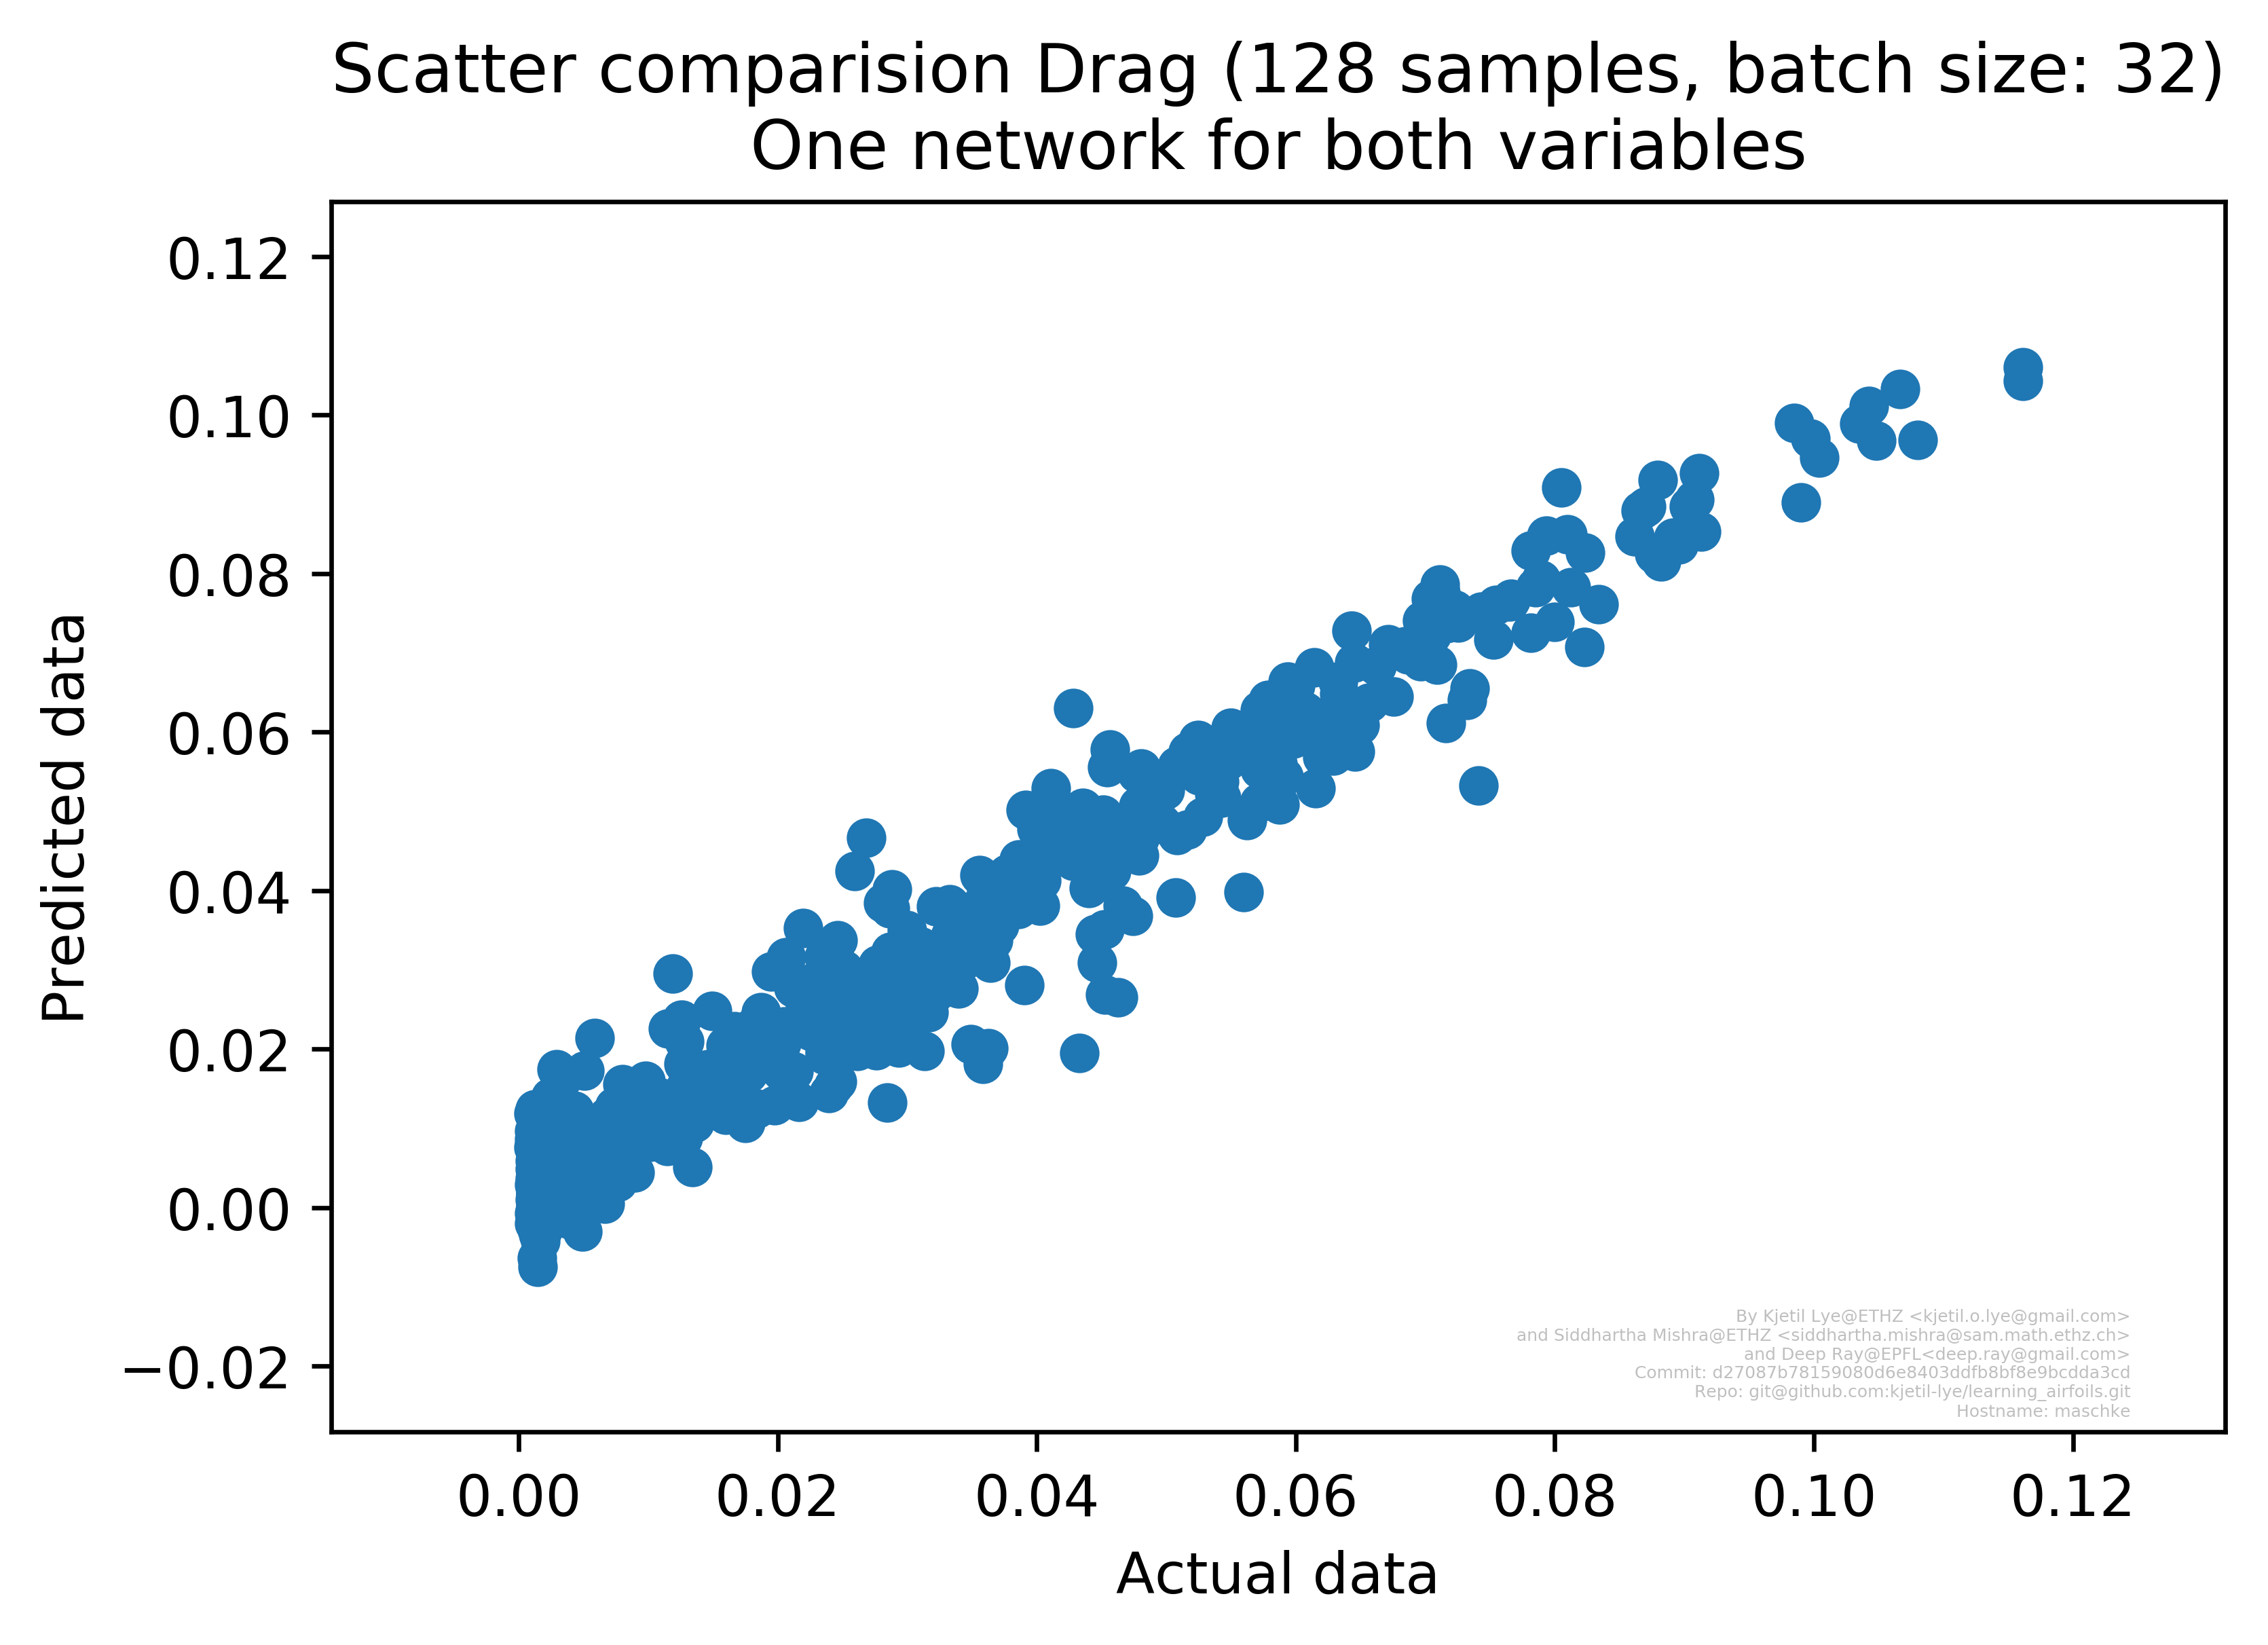 Scatter comparision Drag (128 samples, batch size: 32)
One network for both variables
0.12
0.10
0.08
0.06
0.04
0.02
0.00
−0.02
Predicted data
By Kjetil Lye@ETHZ <kjetil.o.lye@gmail.com>
and Siddhartha Mishra@ETHZ <siddhartha.mishra@sam.math.ethz.ch>
and Deep Ray@EPFL<deep.ray@gmail.com>
Commit: d27087b78159080d6e8403ddfb8bf8e9bcdda3cd
Repo: git@github.com:kjetil-lye/learning_airfoils.git
Hostname: maschke
0.00 0.02 0.04 0.06 0.08 0.10 0.12
Actual data